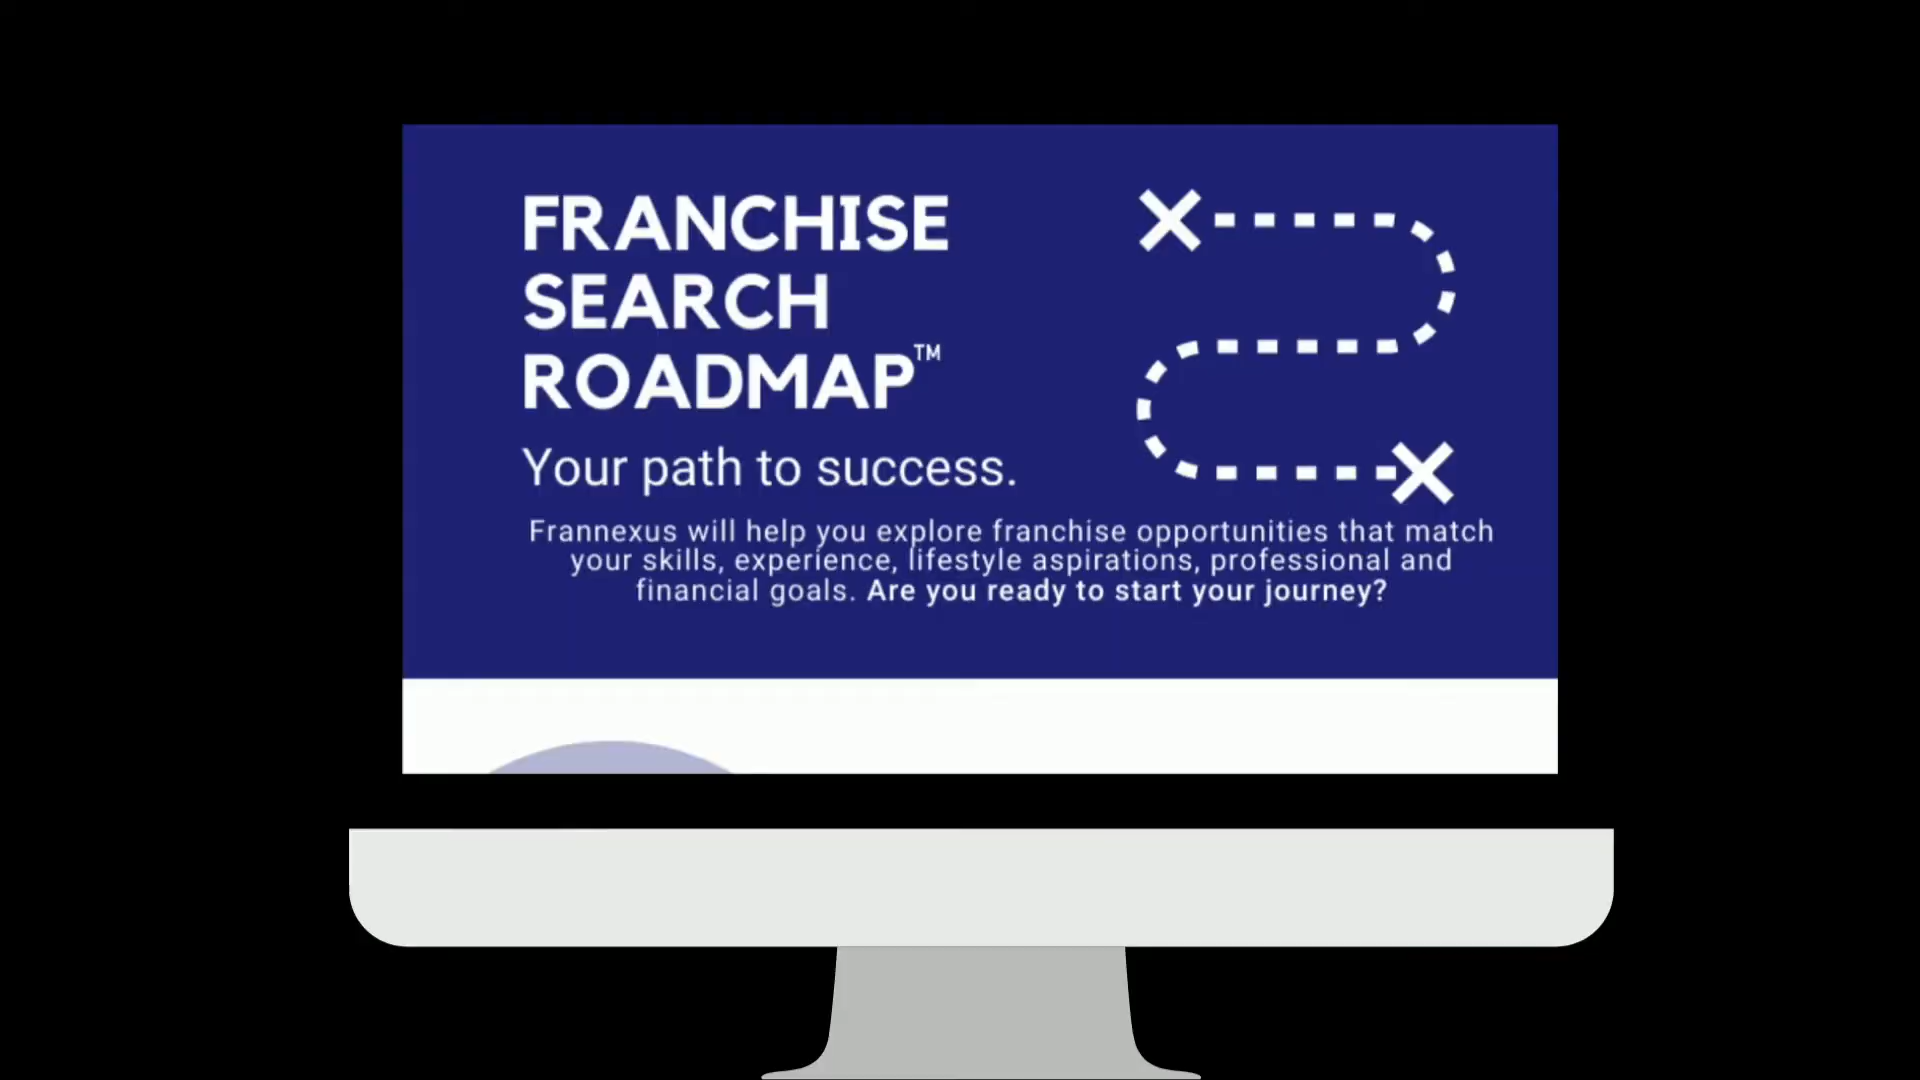 FRANCHISE
SEARCH
ROADMAP™
Your path to success.
Frannexus will help you explore franchise opportunities that match
your skills, experience, lifestyle aspirations, professional and
financial goals. Are you ready to start your journey?